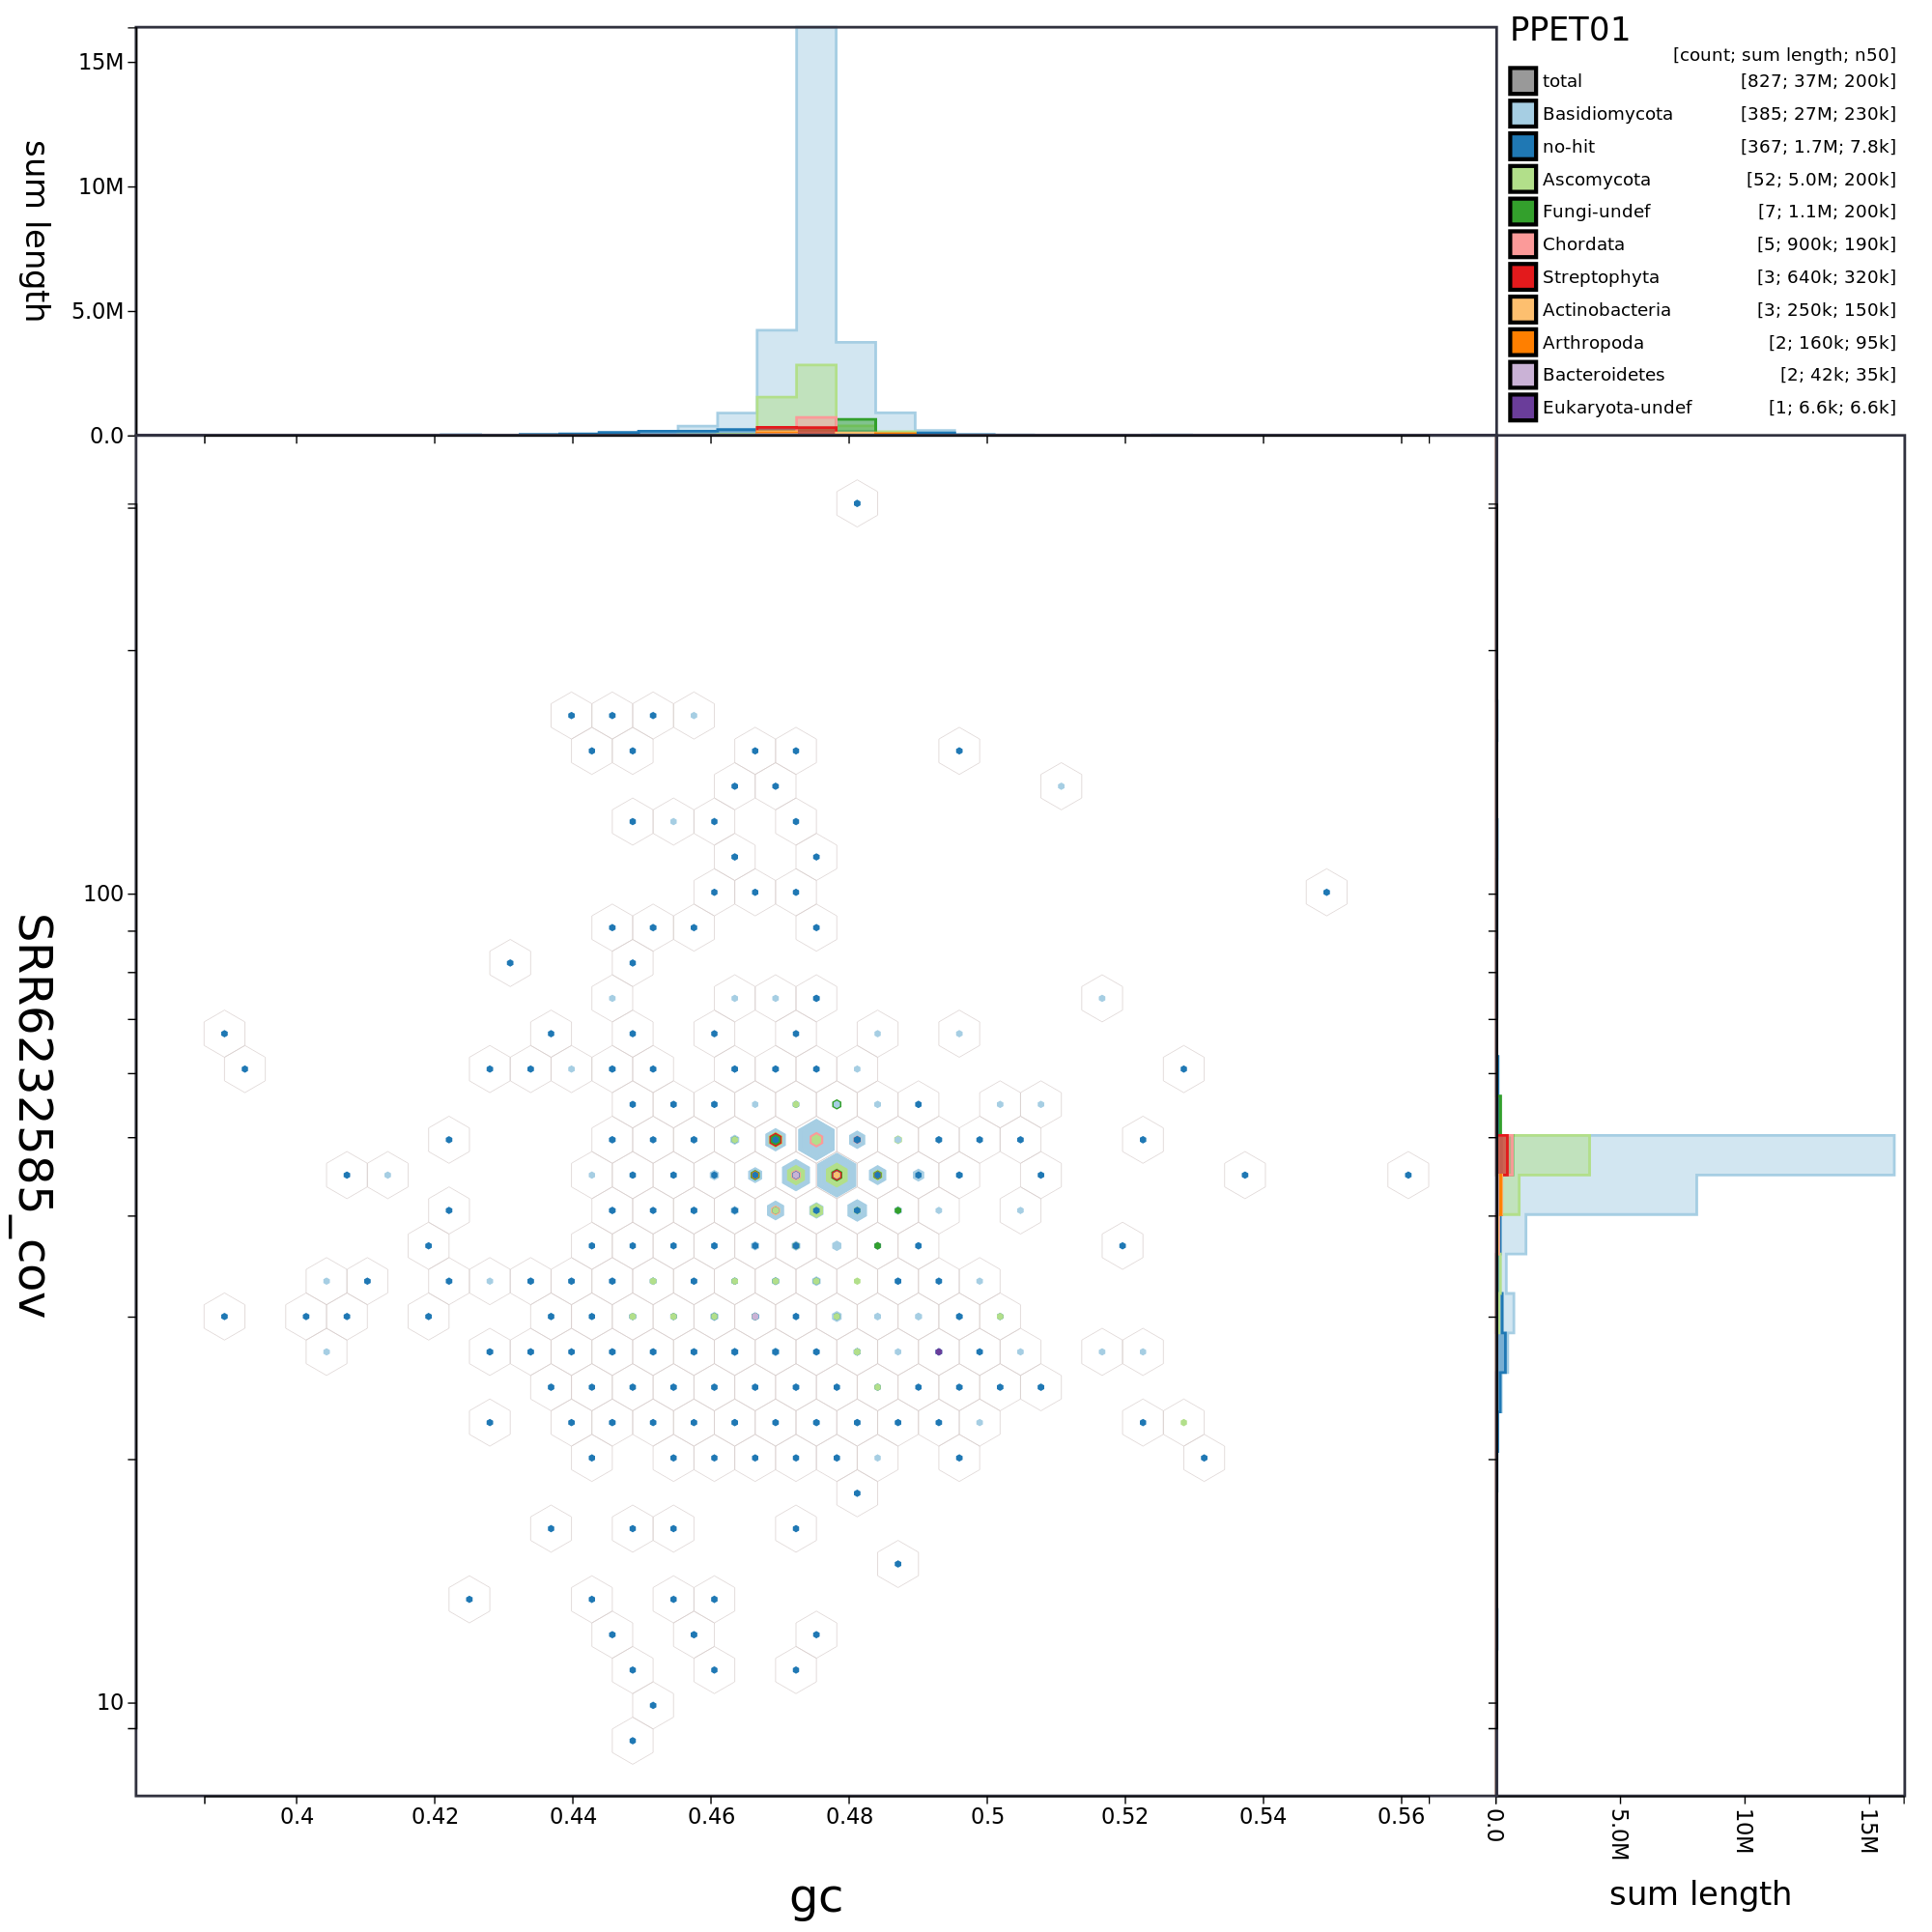 PPET01
[count; sum length; n50]
total [827; 37M; 200k]
Basidiomycota [385; 27M; 230k]
no-hit [367; 1.7M; 7.8k]
Ascomycota [52; 5.0M; 200k]
Fungi-undef [7; 1.1M; 200k]
Chordata [5; 900k; 190k]
Streptophyta [3; 640k; 320k]
Actinobacteria [3; 250k; 150k]
Arthropoda [2; 160k; 95k]
Bacteroidetes [2; 42k; 35k]
Eukaryota-undef [1; 6.6k; 6.6k]
sum length
15M
10M
5.0M
0.0
SRR6232585_cov
100
10
0.4 0.42 0.44 0.46 0.48 0.5 0.52 0.54 0.56
gc
0.0 5.0M 10M 15M
sum length